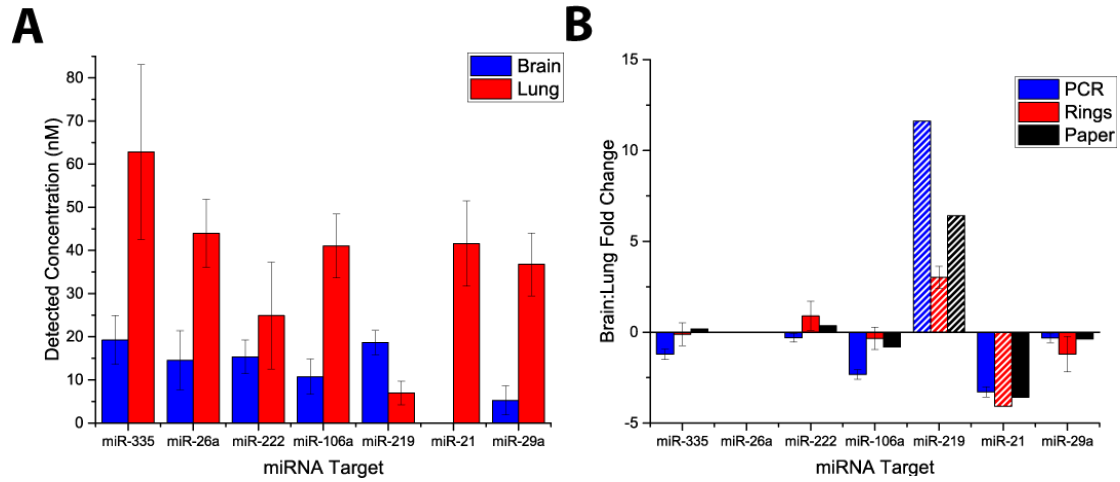 A
Detected Concentration (nM)
80
70
60
50
40
30
20
10
0
Brain
Lung
miR-335 miR-26a miR-222 miR-106a miR-219 miR-21 miR-29a
miRNA Target
B
Brain:Lung Fold Change
15
10
5
0
-5
PCR
Rings
Paper
miR-335 miR-26a miR-222 miR-106a miR-219 miR-21 miR-29a
miRNA Target